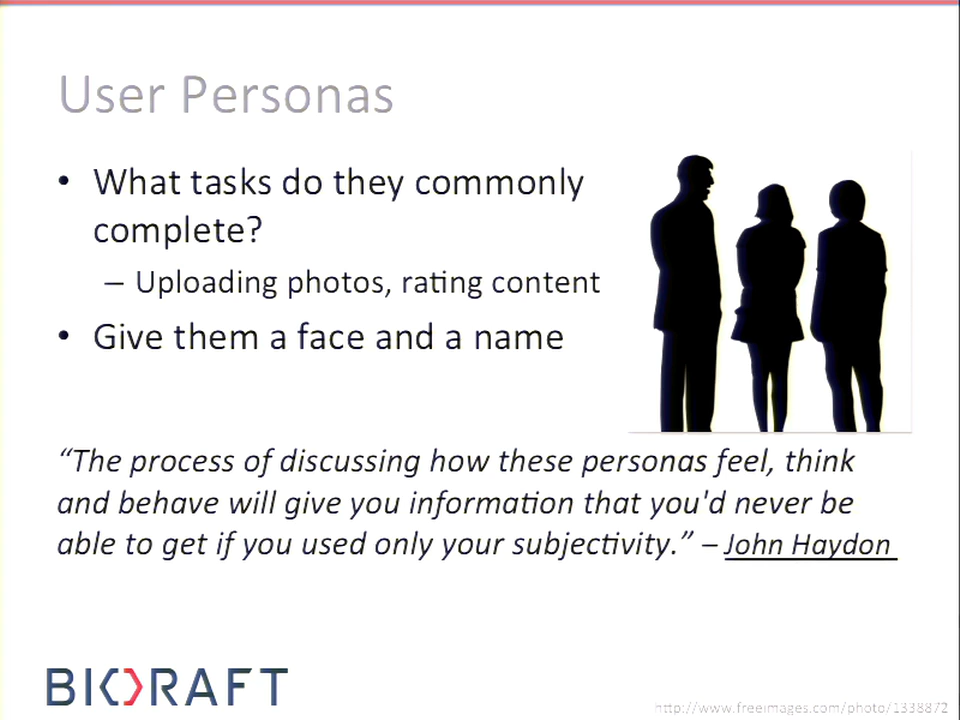 User Personas
• What tasks do they commonly
complete?
– Uploading photos, rating content
• Give them a face and a name
“The process of discussing how these personas feel, think
and behave will give you information that you'd never be
able to get if you used only your subjectivity.” – John Haydon
BIORAFT
http://www.freeimages.com/photo/1338872